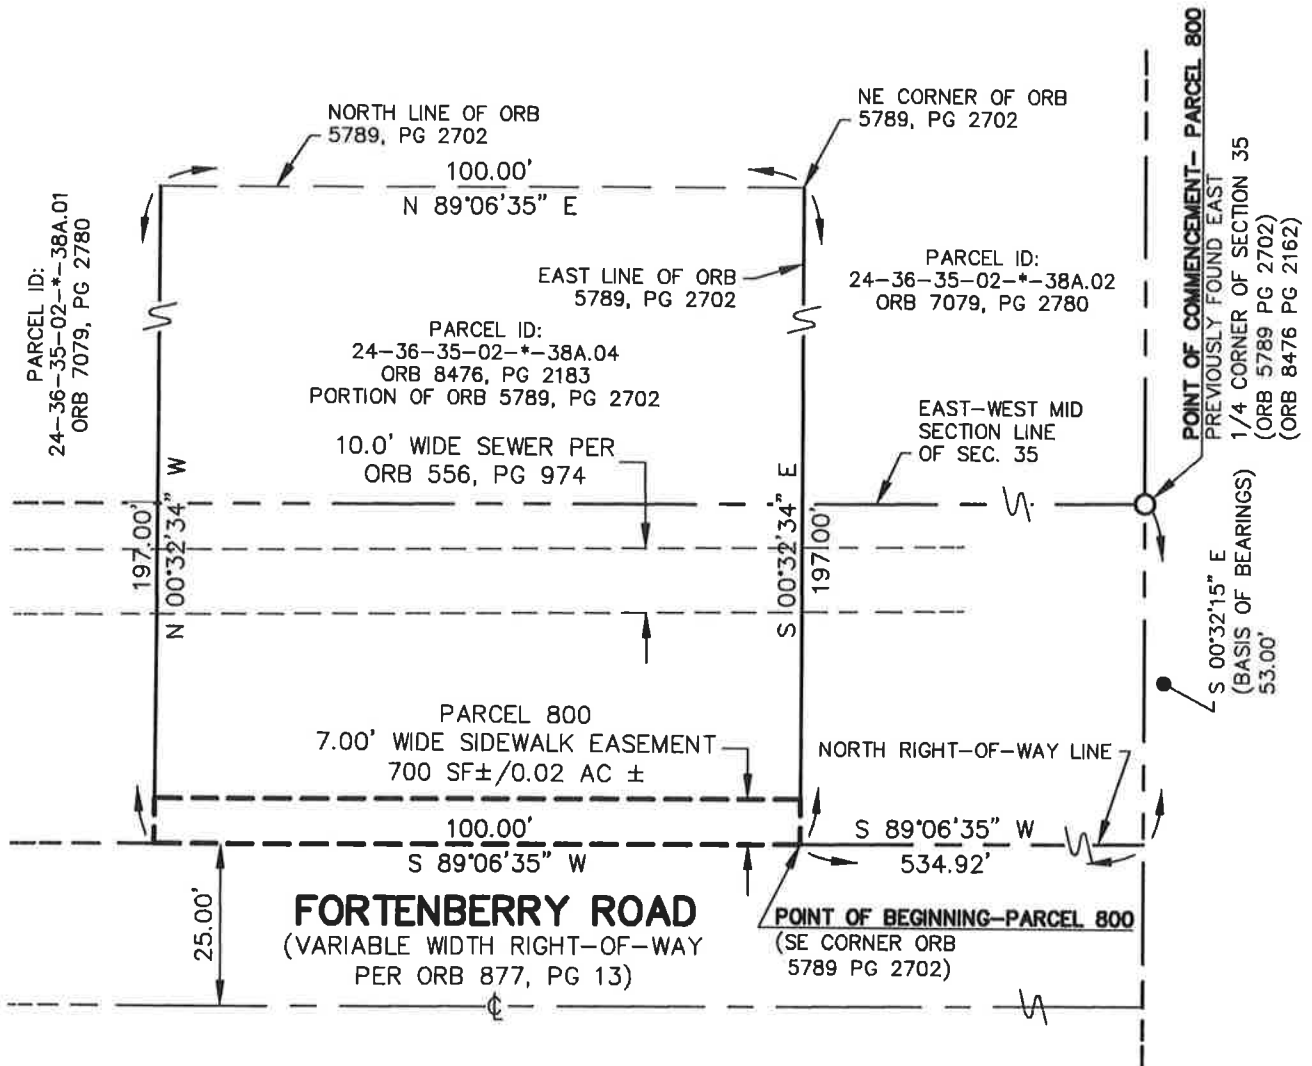 NORTH LINE OF ORB
5789, PG 2702
100.00'
N 89°06'35" E
NE CORNER OF ORB
5789, PG 2702
POINT OF COMMENCEMENT- PARCEL 800
PREVIOUSLY FOUND EAST
1/4 CORNER OF SECTION 35
(ORB 5789 PG 2702)
(ORB 8476 PG 2162)
PARCEL ID:
24-36-35-02-*-38A.01
ORB 7079, PG 2780
EAST LINE OF ORB
5789, PG 2702
PARCEL ID:
24-36-35-02-*-38A.02
ORB 7079, PG 2780
PARCEL ID:
24-36-35-02-*-38A.04
ORB 8476, PG 2183
PORTION OF ORB 5789, PG 2702
10.0' WIDE SEWER PER
ORB 556, PG 974
EAST-WEST MID
SECTION LINE
OF SEC. 35
197.00'
N 00°32'34" W
S 00°32'34" E
197.00'
S 00°32'15" E
(BASIS OF BEARINGS)
53.00'
PARCEL 800
7.00' WIDE SIDEWALK EASEMENT
700 SF±/0.02 AC ±
NORTH RIGHT-OF-WAY LINE
100.00'
S 89°06'35" W
S 89°06'35" W
534.92'
25.00'
FORTENBERRY ROAD
(VARIABLE WIDTH RIGHT-OF-WAY
PER ORB 877, PG 13)
POINT OF BEGINNING-PARCEL 800
(SE CORNER ORB
5789 PG 2702)
℄